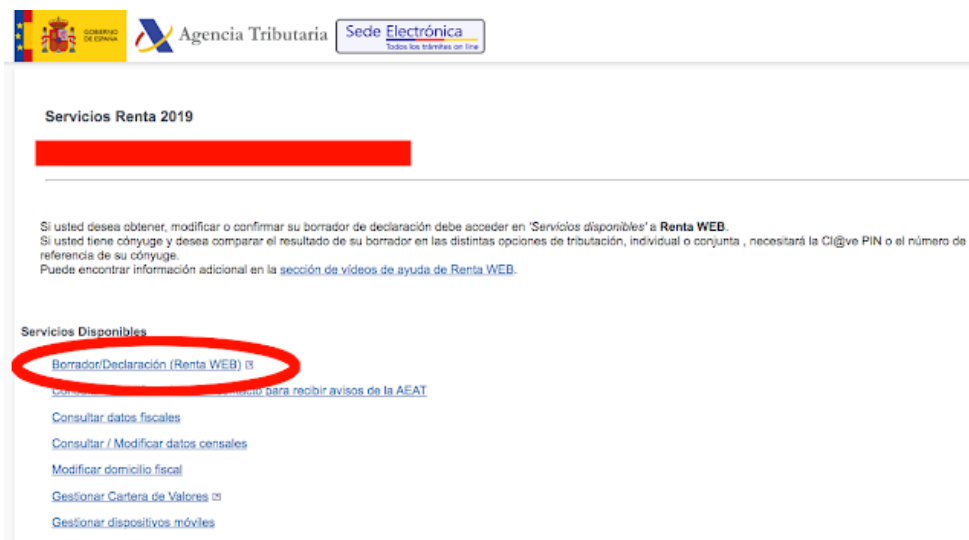 GOBIERNO
DE ESPAÑA
Agencia Tributaria
Sede Electrónica
Todos los trámites on line
Servicios Renta 2019
Si usted desea obtener, modificar o confirmar su borrador de declaración debe acceder en 'Servicios disponibles' a Renta WEB.
Si usted tiene cónyuge y desea comparar el resultado de su borrador en las distintas opciones de tributación, individual o conjunta , necesitará la Cl@ve PIN o el número de
referencia de su cónyuge.
Puede encontrar información adicional en la sección de vídeos de ayuda de Renta WEB.
Servicios Disponibles
Borrador/Declaración (Renta WEB)
para recibir avisos de la AEAT
Consultar datos fiscales
Consultar / Modificar datos censales
Modificar domicilio fiscal
Gestionar Cartera de Valores
Gestionar dispositivos móviles